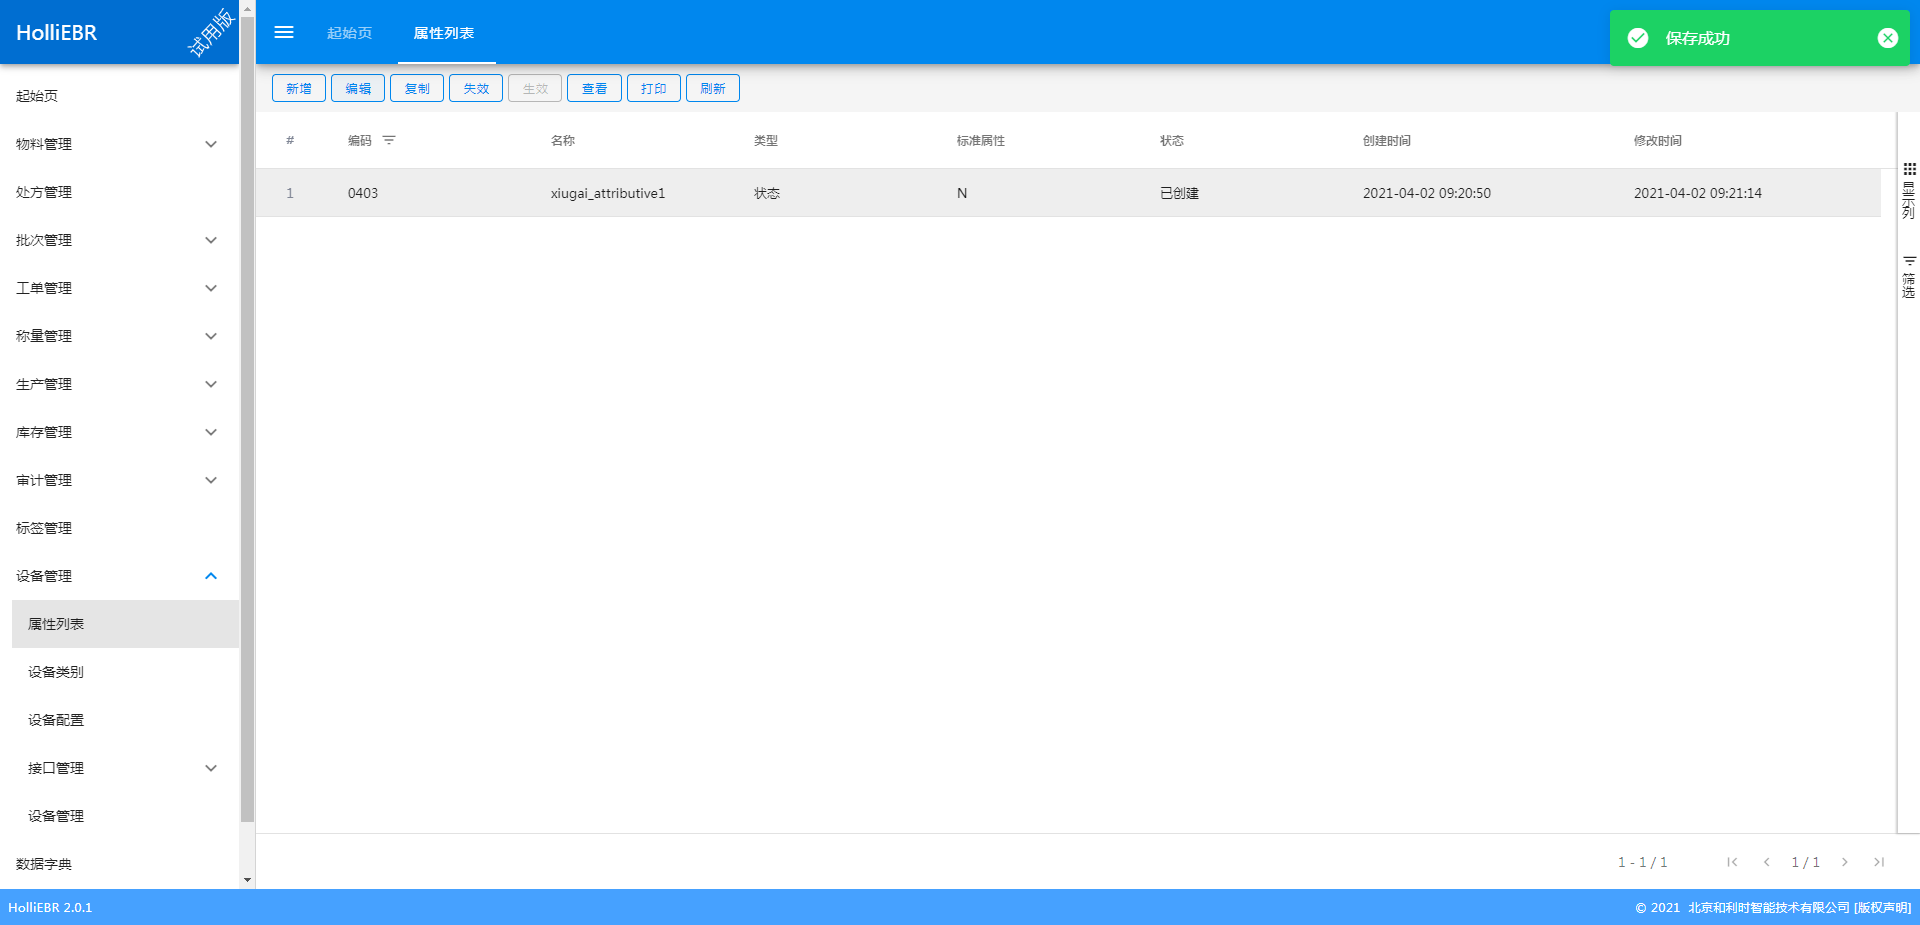 HolliEBR
试用版
起始页
属性列表
保存成功
新增
编辑
复制
失效
生效
查看
打印
刷新
起始页
物料管理
处方管理
批次管理
工单管理
称量管理
生产管理
库存管理
审计管理
标签管理
设备管理
属性列表
设备类别
设备配置
接口管理
设备管理
数据字典
# 编码 名称 类型 标准属性 状态 创建时间 修改时间
1 0403 xiugai_attributive1 状态 N 已创建 2021-04-02 09:20:50 2021-04-02 09:21:14
显示列
筛选
1 - 1 / 1
1 / 1
HolliEBR 2.0.1
© 2021 北京和利时智能技术有限公司 [版权声明]